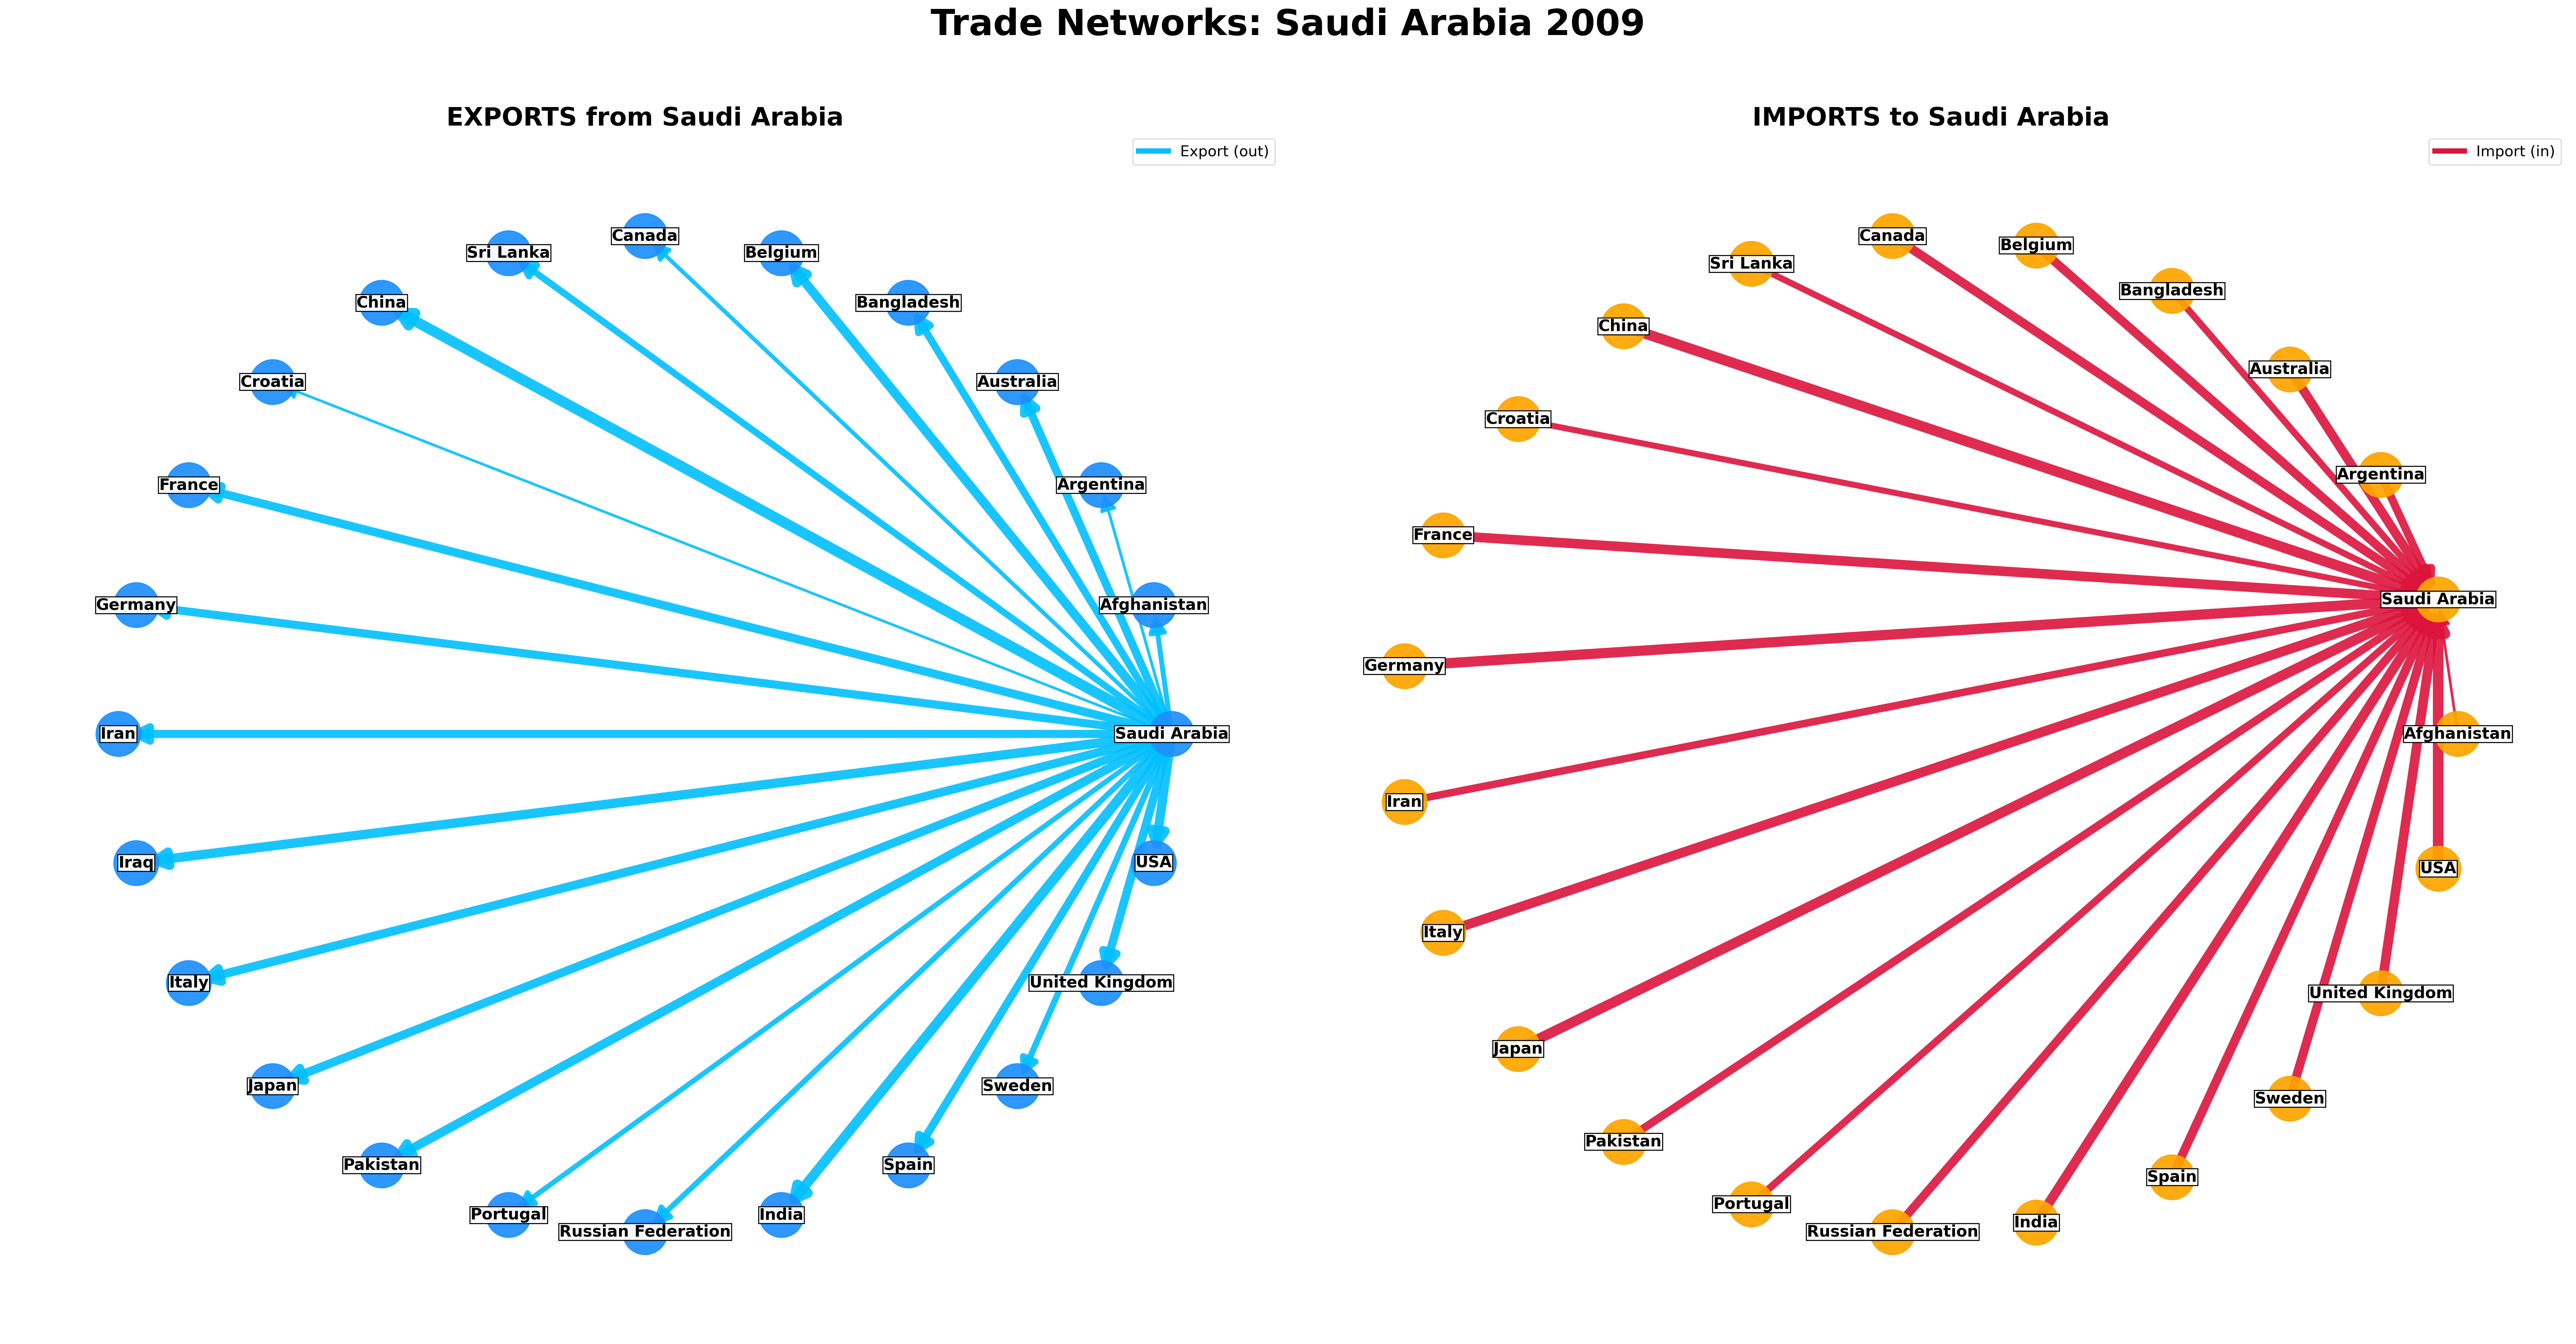 Trade Networks: Saudi Arabia 2009
EXPORTS from Saudi Arabia
Export (out)
Canada
Sri Lanka
Belgium
China
Bangladesh
Croatia
Australia
France
Argentina
Germany
Afghanistan
Iran
Saudi Arabia
Iraq
USA
Italy
United Kingdom
Japan
Sweden
Pakistan
Spain
Portugal
India
Russian Federation
IMPORTS to Saudi Arabia
Import (in)
Canada
Belgium
Sri Lanka
Bangladesh
China
Australia
Croatia
Argentina
France
Saudi Arabia
Germany
Afghanistan
Iran
USA
Italy
United Kingdom
Japan
Sweden
Pakistan
Spain
Portugal
India
Russian Federation